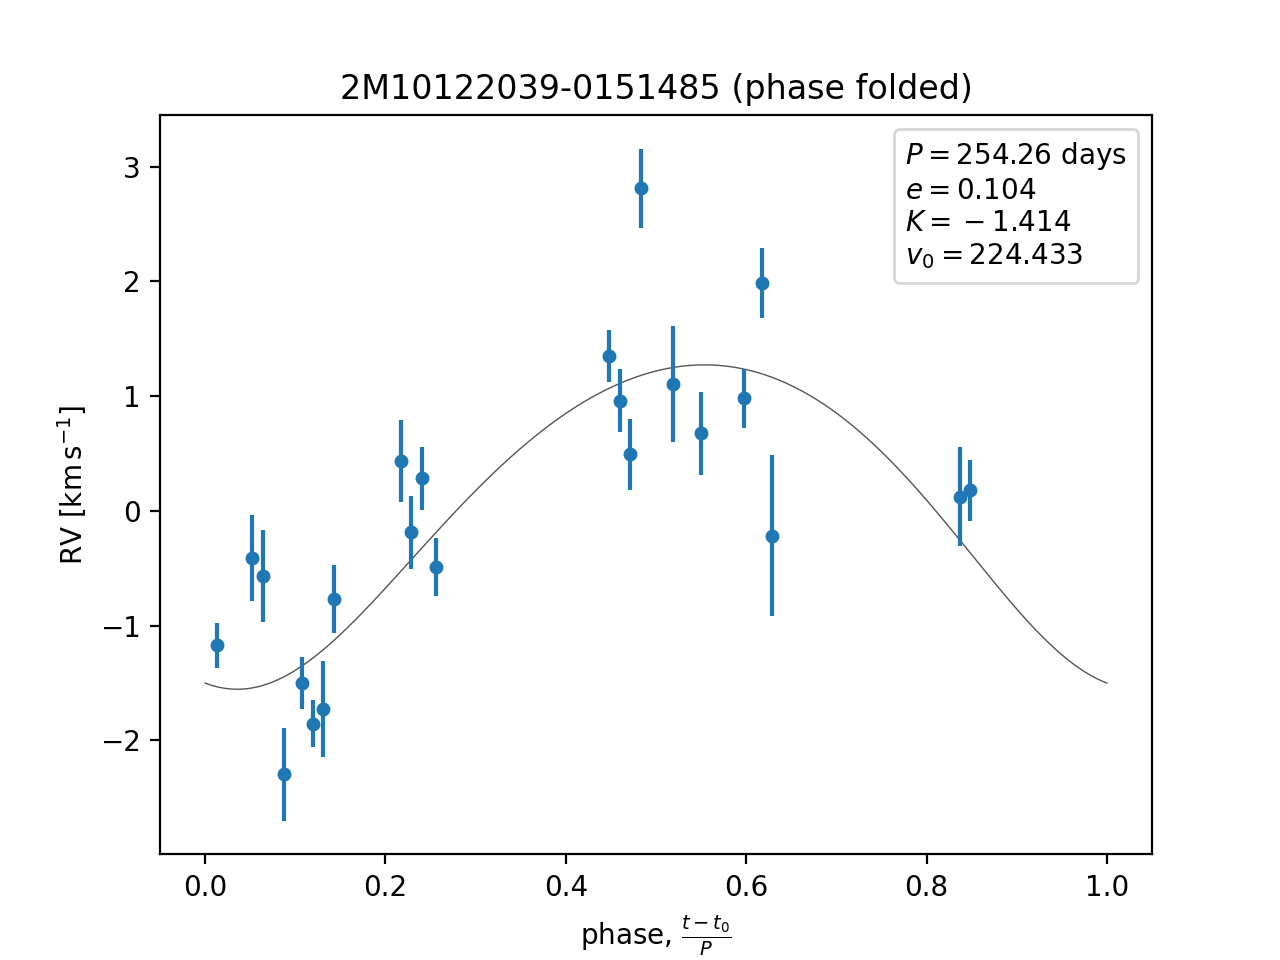 2M10122039-0151485 (phase folded)
P = 254.26 days
e = 0.104
K = −1.414
v₀ = 224.433
RV [km s⁻¹]
3
2
1
0
−1
−2
0.0 0.2 0.4 0.6 0.8 1.0
phase, (t − t₀)/P